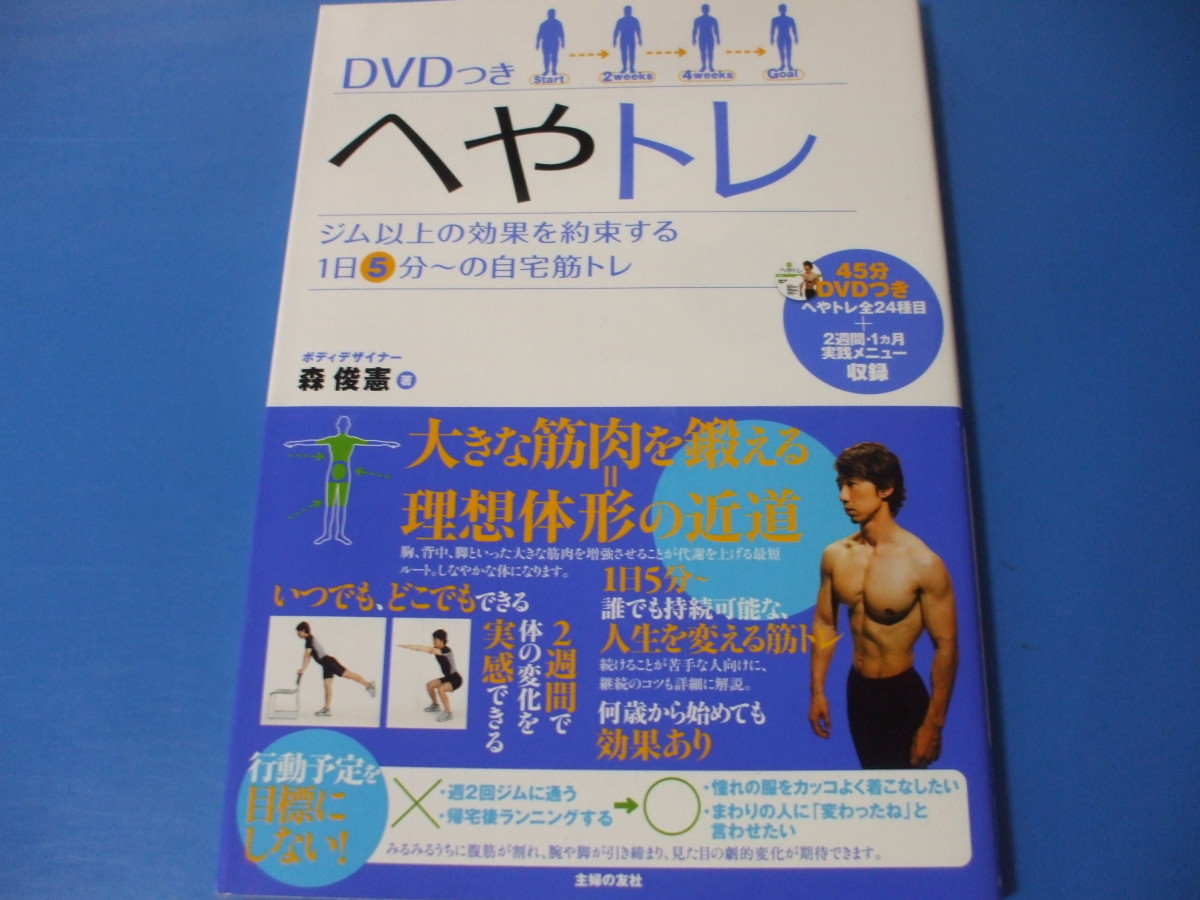 Start
2weeks
4weeks
Goal
DVDつき
へやトレ
ジム以上の効果を約束する
1日5分～の自宅筋トレ
へやトレ
45分
DVDつき
へやトレ全24種目
+
2週間・1ヵ月
実践メニュー
収録
ボディデザイナー
森 俊憲 著
大きな筋肉を鍛える
=
理想体形の近道
胸、背中、脚といった大きな筋肉を増強させることが代謝を上げる最短
ルート。しなやかな体になります。
いつでも、どこでもできる
2週間で
体の変化を
実感できる
1日5分～
誰でも持続可能な、
人生を変える筋トレ
続けることが苦手な人向けに、
継続のコツも詳細に解説。
何歳から始めても
効果あり
行動予定を
目標に
しない!
・週2回ジムに通う
・帰宅後ランニングする
・憧れの服をカッコよく着こなしたい
・まわりの人に「変わったね」と
言わせたい
みるみるうちに腹筋が割れ、腕や脚が引き締まり、見た目の劇的変化が期待できます。
主婦の友社